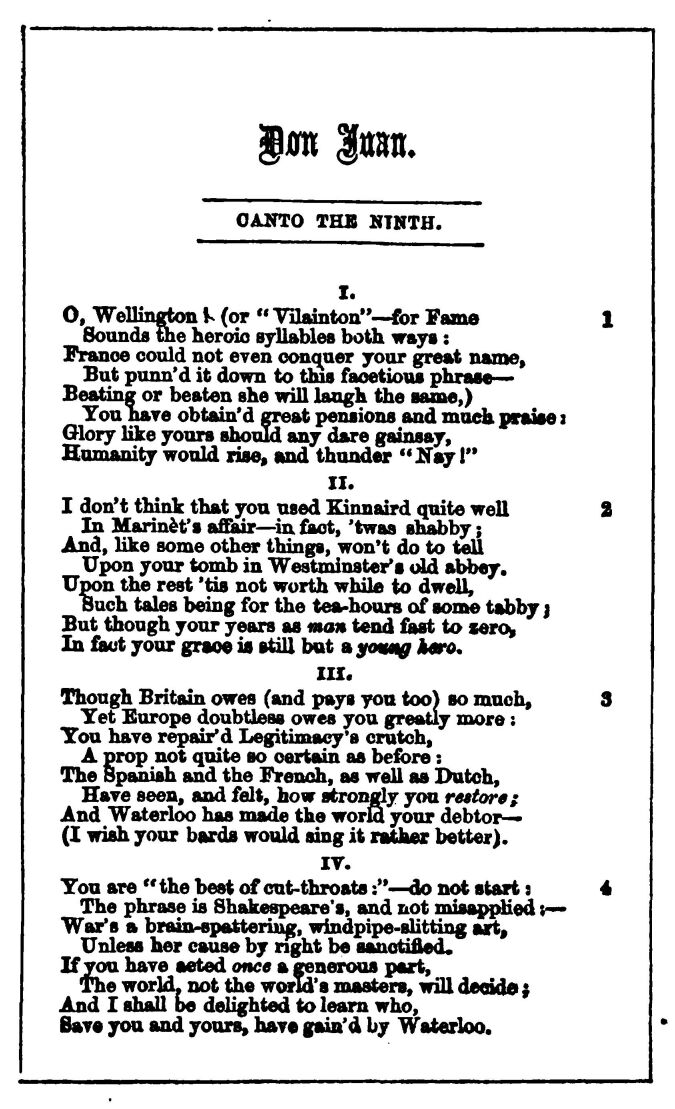 Don Juan.
CANTO THE NINTH.
I.
O, Wellington! (or "Vilainton"—for Fame 1
Sounds the heroic syllables both ways:
France could not even conquer your great name,
But punn'd it down to this facetious phrase—
Beating or beaten she will laugh the same,)
You have obtain'd great pensions and much praise:
Glory like yours should any dare gainsay,
Humanity would rise, and thunder "Nay!"
II.
I don't think that you used Kinnaird quite well 2
In Marinèt's affair—in fact, 'twas shabby;
And, like some other things, won't do to tell
Upon your tomb in Westminster's old abbey.
Upon the rest 'tis not worth while to dwell,
Such tales being for the tea-hours of some tabby;
But though your years as man tend fast to zero,
In fact your grace is still but a young hero.
III.
Though Britain owes (and pays you too) so much, 3
Yet Europe doubtless owes you greatly more:
You have repair'd Legitimacy's crutch,
A prop not quite so certain as before:
The Spanish and the French, as well as Dutch,
Have seen, and felt, how strongly you restore;
And Waterloo has made the world your debtor—
(I wish your bards would sing it rather better).
IV.
You are "the best of cut-throats:"—do not start; 4
The phrase is Shakespeare's, and not misapplied:—
War's a brain-spattering, windpipe-slitting art,
Unless her cause by right be sanctified.
If you have acted once a generous part,
The world, not the world's masters, will decide;
And I shall be delighted to learn who,
Save you and yours, have gain'd by Waterloo.